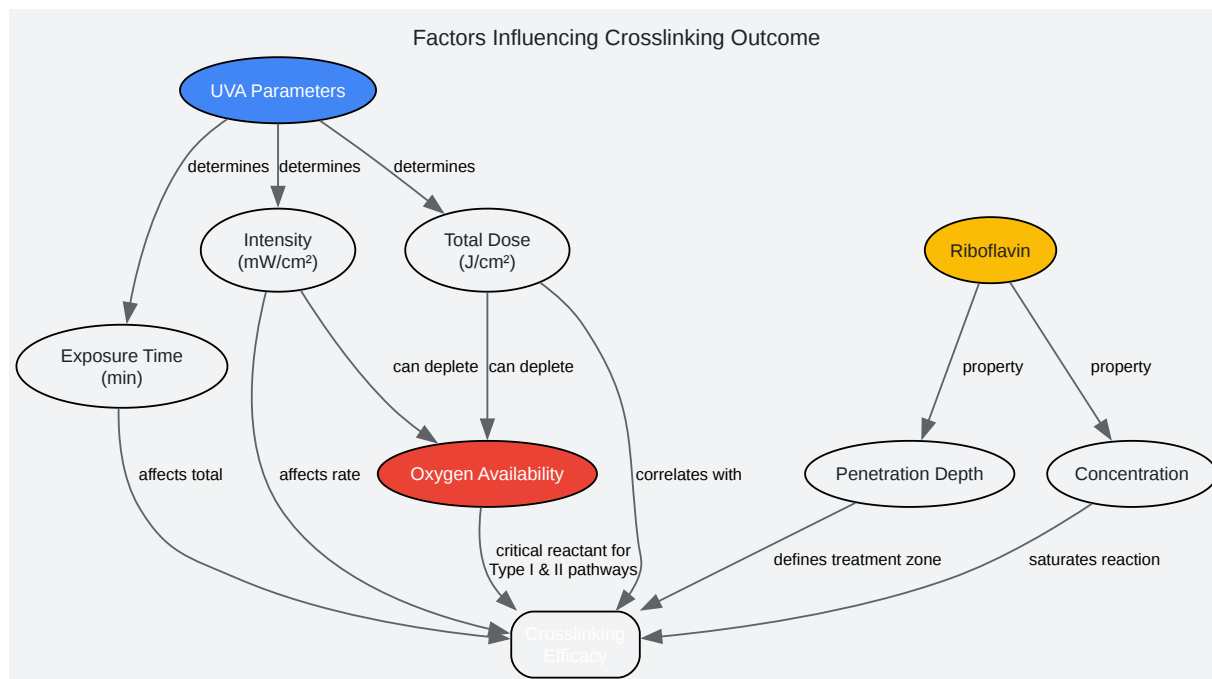 Factors Influencing Crosslinking Outcome
UVA Parameters
determines
determines
determines
Intensity
(mW/cm²)
Total Dose
(J/cm²)
Riboflavin
Exposure Time
(min)
can deplete
can deplete
property
property
affects total
affects rate
Oxygen Availability
correlates with
Penetration Depth
Concentration
critical reactant for
Type I & II pathways
defines treatment zone
saturates reaction
Crosslinking
Efficacy